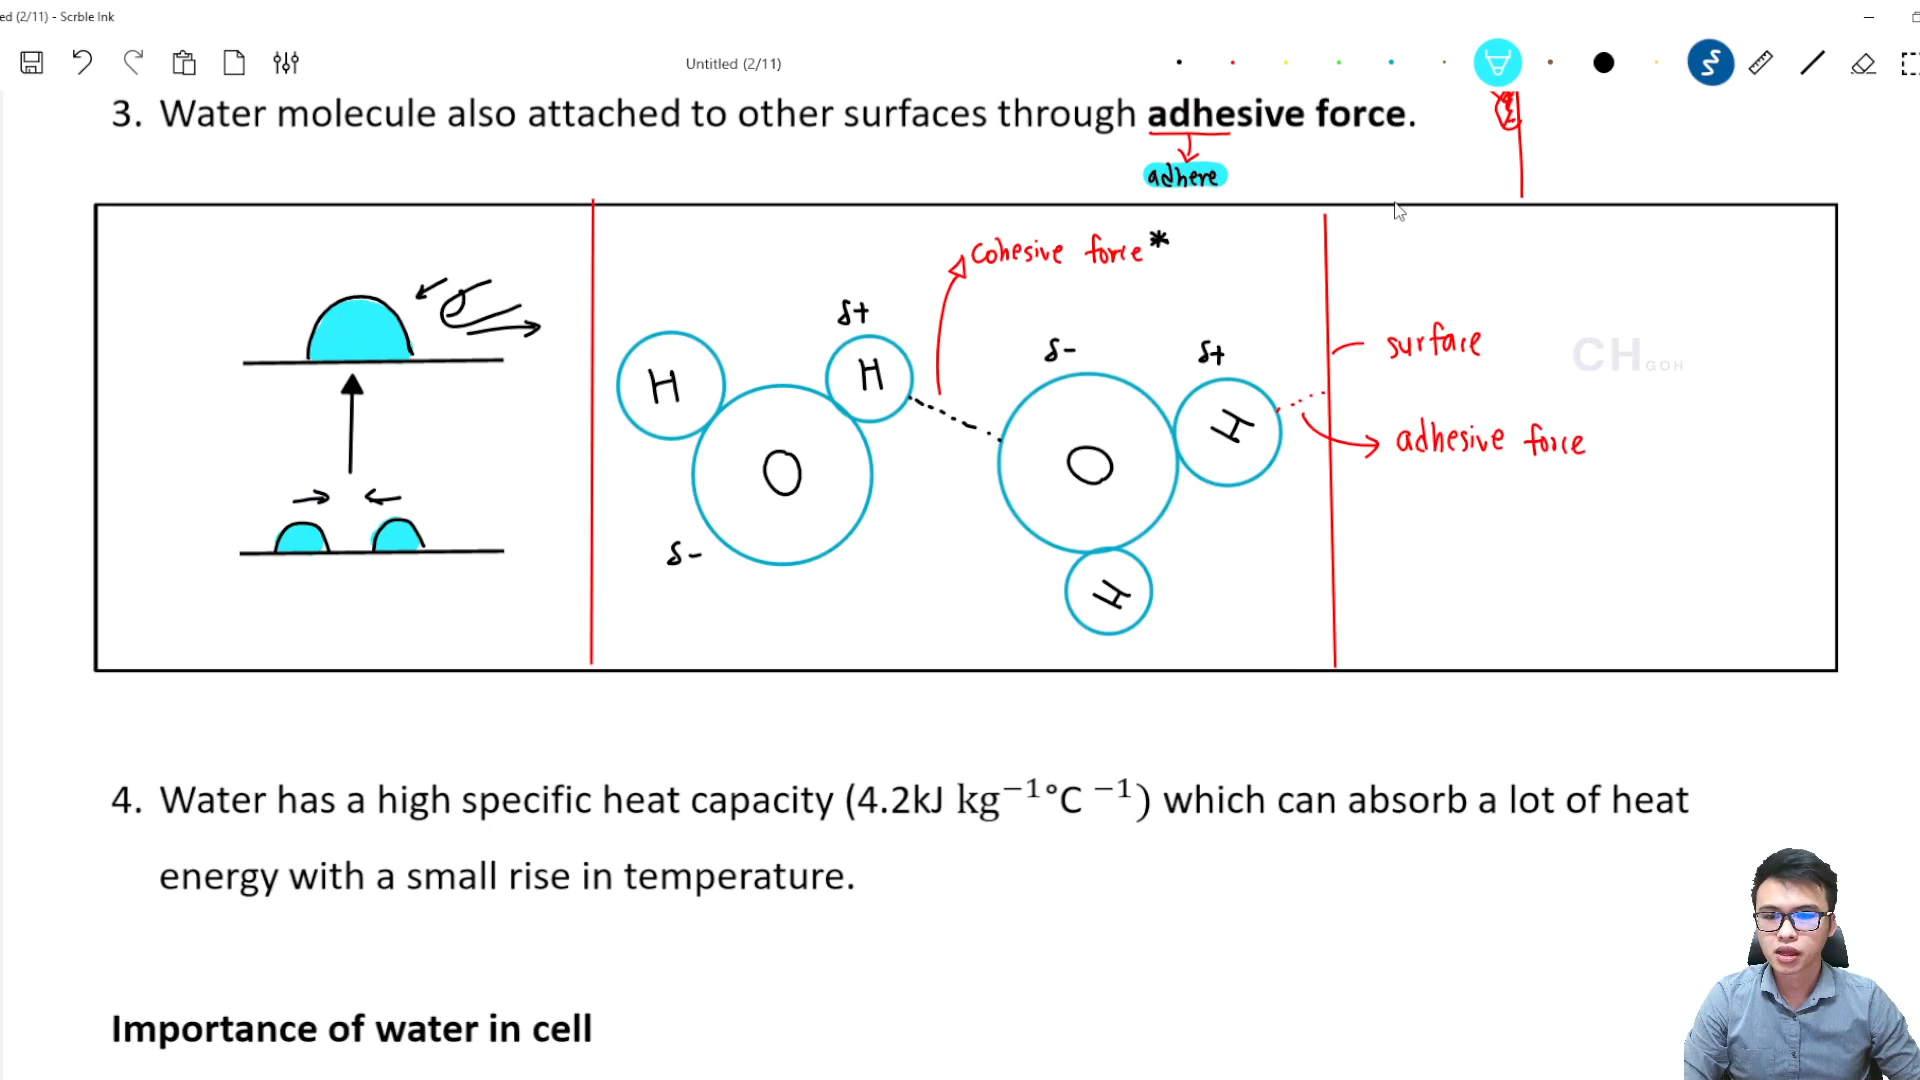 ed (2/11) - Scrble Ink
Untitled (2/11)
3. Water molecule also attached to other surfaces through adhesive force.
adhere
cohesive force*
δ+
δ-
δ+
H
H
surface
CH GOH
H
O
O
adhesive force
δ-
H
4. Water has a high specific heat capacity (4.2kJ kg⁻¹°C ⁻¹) which can absorb a lot of heat
energy with a small rise in temperature.
Importance of water in cell